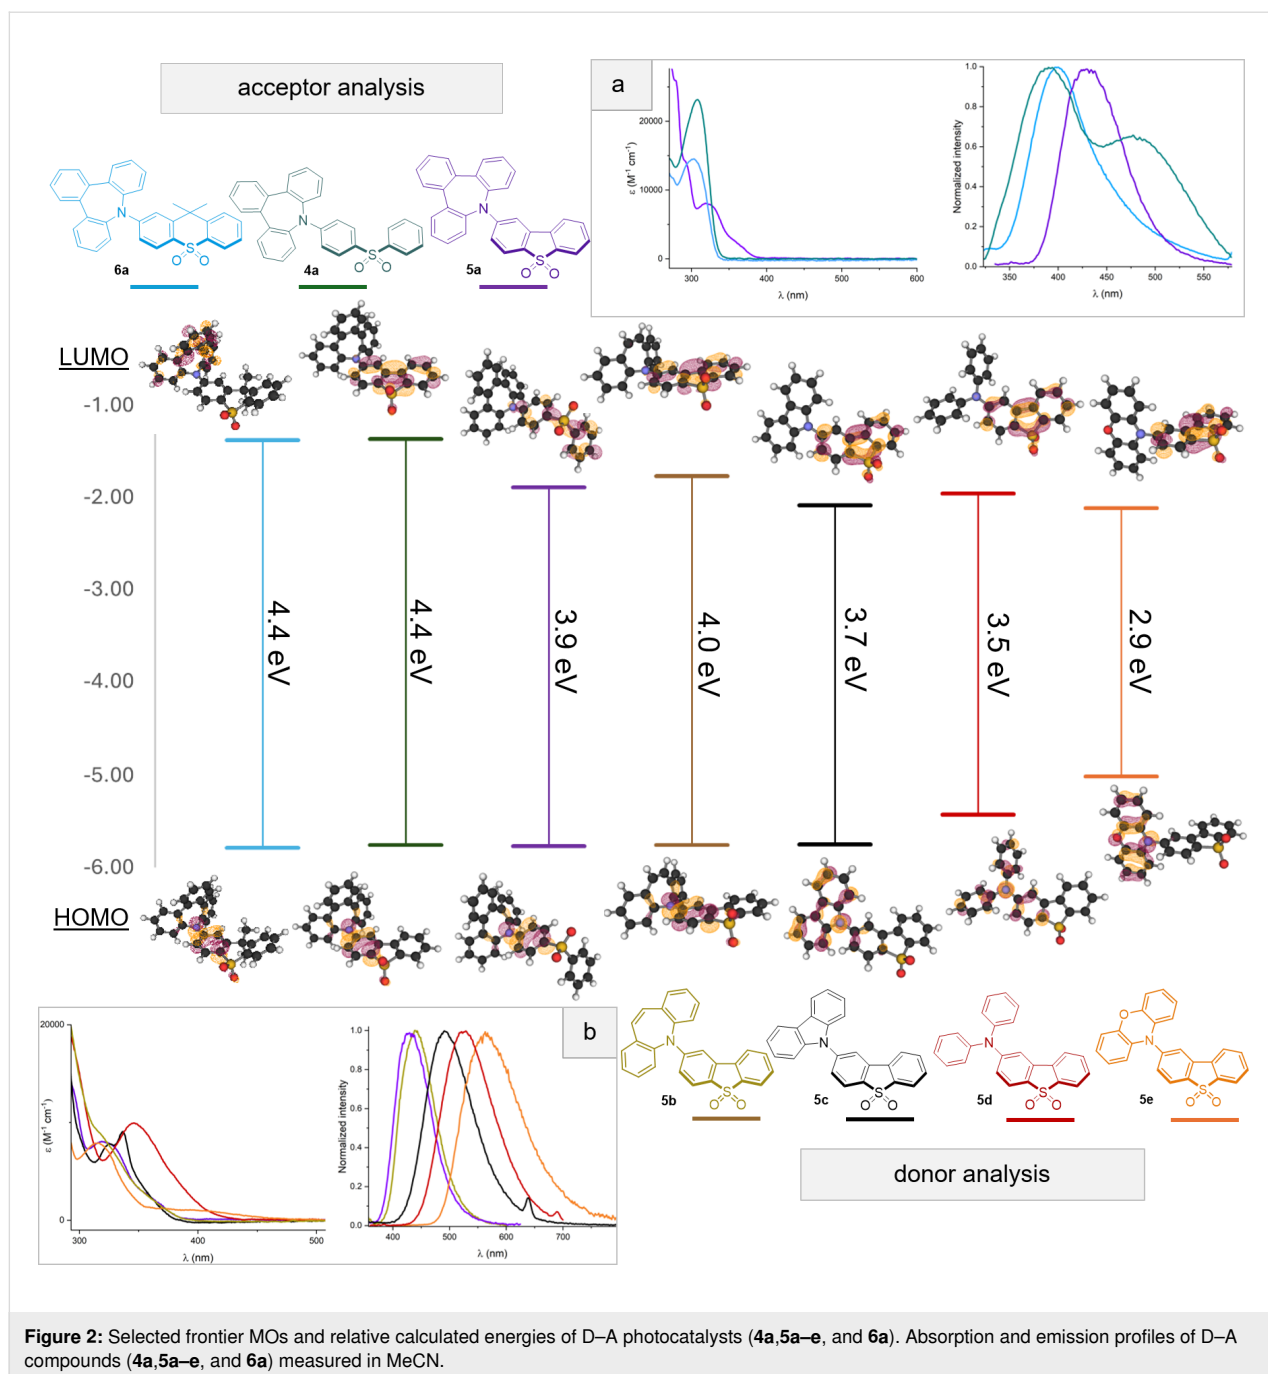 acceptor analysis
a
20000
10000
0
ε (M⁻¹ cm⁻¹)
300 400 500 600
λ (nm)
1.0
0.8
0.6
0.4
0.2
0.0
Normalized intensity
350 400 450 500 550
λ (nm)
N
S
O O
6a
N
S
O O
4a
N
S
O O
5a
LUMO
-1.00
-2.00
-3.00
-4.00
-5.00
-6.00
4.4 eV
4.4 eV
3.9 eV
4.0 eV
3.7 eV
3.5 eV
2.9 eV
HOMO
b
20000
0
ε (M⁻¹ cm⁻¹)
300 400 500
λ (nm)
1.0
0.8
0.6
0.4
0.2
0.0
Normalized intensity
400 500 600 700
λ (nm)
N
S
O O
5b
N
S
O O
5c
N
S
O O
5d
O
N
S
O O
5e
donor analysis
Figure 2: Selected frontier MOs and relative calculated energies of D–A photocatalysts (4a,5a–e, and 6a). Absorption and emission profiles of D–A
compounds (4a,5a–e, and 6a) measured in MeCN.